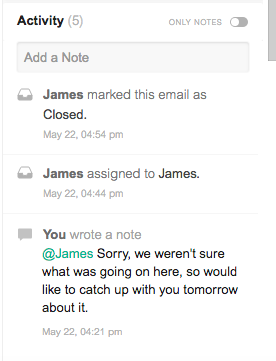 Activity (5) ONLY NOTES
Add a Note
James marked this email as
Closed.
May 22, 04:54 pm
James assigned to James.
May 22, 04:44 pm
You wrote a note
@James Sorry, we weren't sure
what was going on here, so would
like to catch up with you tomorrow
about it.
May 22, 04:21 pm